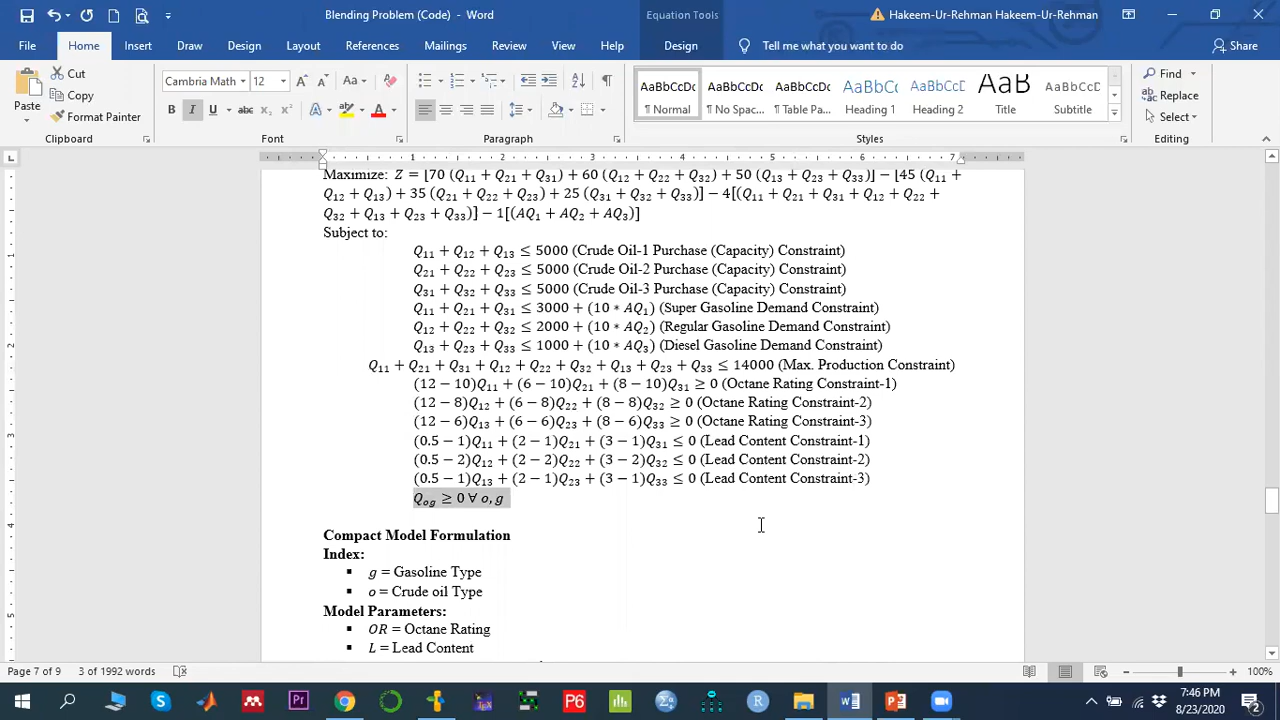 Blending Problem (Code) - Word
Equation Tools
Hakeem-Ur-Rehman Hakeem-Ur-Rehman
File Home Insert Draw Design Layout References Mailings Review View Help Design Tell me what you want to do Share
Paste
Cut
Copy
Format Painter
Clipboard
Cambria Math 12
B I U abc
Font
Paragraph
AaBbCcDc ¶ Normal
AaBbCcDc ¶ No Spac...
AaBbCcDc ¶ Table Pa...
AaBbCc Heading 1
AaBbCcI Heading 2
AaB Title
AaBbCcDc Subtitle
Styles
Find
Replace
Select
Editing
1 2 3 4 5 6 7
Maximize: Z = [70 (Q₁₁ + Q₂₁ + Q₃₁) + 60 (Q₁₂ + Q₂₂ + Q₃₂) + 50 (Q₁₃ + Q₂₃ + Q₃₃)] − [45 (Q₁₁ +
Q₁₂ + Q₁₃) + 35 (Q₂₁ + Q₂₂ + Q₂₃) + 25 (Q₃₁ + Q₃₂ + Q₃₃)] − 4[(Q₁₁ + Q₂₁ + Q₃₁ + Q₁₂ + Q₂₂ +
Q₃₂ + Q₁₃ + Q₂₃ + Q₃₃)] − 1[(AQ₁ + AQ₂ + AQ₃)]
Subject to:
Q₁₁ + Q₁₂ + Q₁₃ ≤ 5000 (Crude Oil-1 Purchase (Capacity) Constraint)
Q₂₁ + Q₂₂ + Q₂₃ ≤ 5000 (Crude Oil-2 Purchase (Capacity) Constraint)
Q₃₁ + Q₃₂ + Q₃₃ ≤ 5000 (Crude Oil-3 Purchase (Capacity) Constraint)
Q₁₁ + Q₂₁ + Q₃₁ ≤ 3000 + (10 ∗ AQ₁) (Super Gasoline Demand Constraint)
Q₁₂ + Q₂₂ + Q₃₂ ≤ 2000 + (10 ∗ AQ₂) (Regular Gasoline Demand Constraint)
Q₁₃ + Q₂₃ + Q₃₃ ≤ 1000 + (10 ∗ AQ₃) (Diesel Gasoline Demand Constraint)
Q₁₁ + Q₂₁ + Q₃₁ + Q₁₂ + Q₂₂ + Q₃₂ + Q₁₃ + Q₂₃ + Q₃₃ ≤ 14000 (Max. Production Constraint)
(12 − 10)Q₁₁ + (6 − 10)Q₂₁ + (8 − 10)Q₃₁ ≥ 0 (Octane Rating Constraint-1)
(12 − 8)Q₁₂ + (6 − 8)Q₂₂ + (8 − 8)Q₃₂ ≥ 0 (Octane Rating Constraint-2)
(12 − 6)Q₁₃ + (6 − 6)Q₂₃ + (8 − 6)Q₃₃ ≥ 0 (Octane Rating Constraint-3)
(0.5 − 1)Q₁₁ + (2 − 1)Q₂₁ + (3 − 1)Q₃₁ ≤ 0 (Lead Content Constraint-1)
(0.5 − 2)Q₁₂ + (2 − 2)Q₂₂ + (3 − 2)Q₃₂ ≤ 0 (Lead Content Constraint-2)
(0.5 − 1)Q₁₃ + (2 − 1)Q₂₃ + (3 − 1)Q₃₃ ≤ 0 (Lead Content Constraint-3)
Q_og ≥ 0 ∀ o, g
Compact Model Formulation
Index:
▪ g = Gasoline Type
▪ o = Crude oil Type
Model Parameters:
▪ OR = Octane Rating
▪ L = Lead Content
Page 7 of 9 3 of 1992 words 100%
7:46 PM
8/23/2020